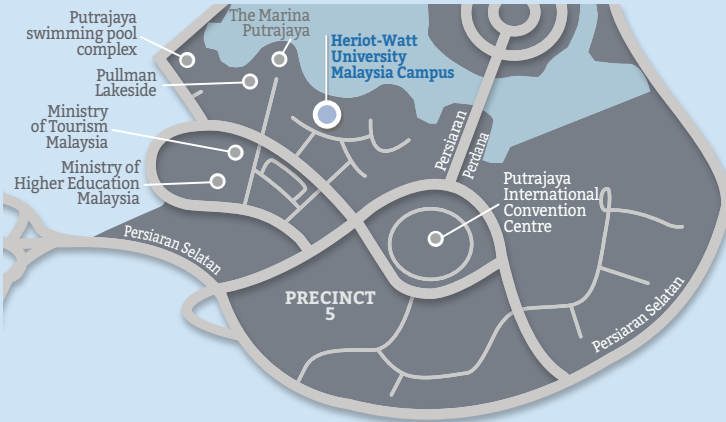 Putrajaya
swimming pool
complex
The Marina
Putrajaya
Heriot-Watt
University
Malaysia Campus
Pullman
Lakeside
Ministry
of Tourism
Malaysia
Ministry of
Higher Education
Malaysia
Persiaran
Perdana
Putrajaya
International
Convention
Centre
Persiaran Selatan
PRECINCT
5
Persiaran Selatan